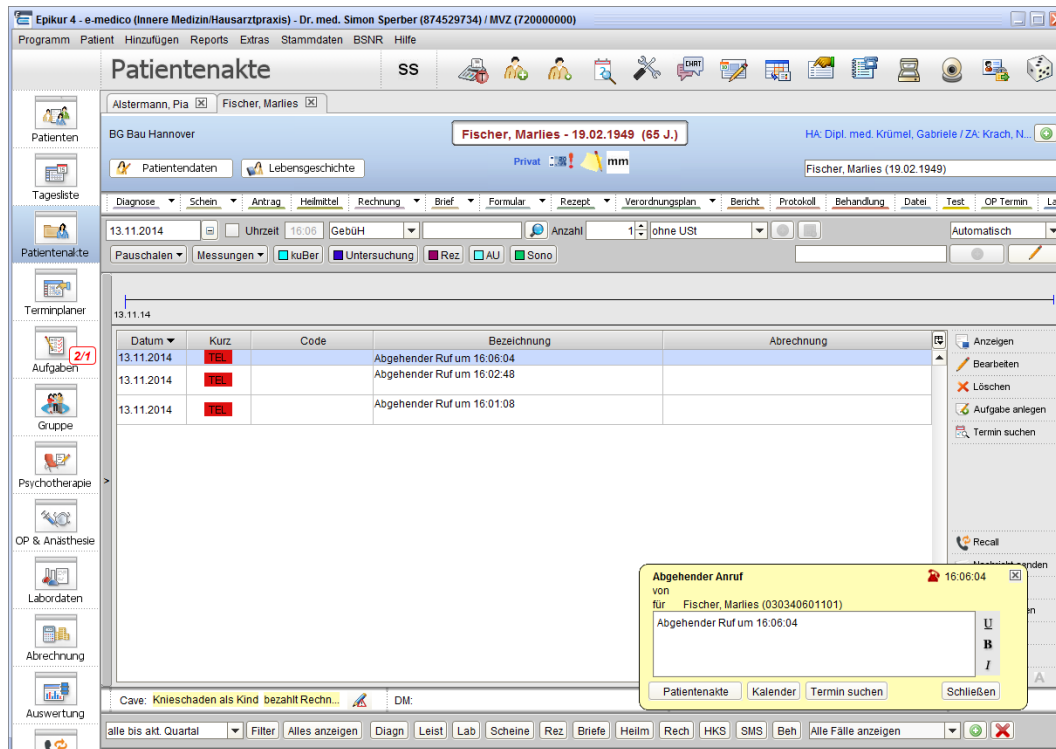 Epikur 4 - e-medico (Innere Medizin/Hausarztpraxis) - Dr. med. Simon Sperber (874529734) / MVZ (720000000)
Programm Patient Hinzufügen Reports Extras Stammdaten BSNR Hilfe
Patientenakte SS CHAT
Alstermann, Pia Fischer, Marlies
BG Bau Hannover
Fischer, Marlies - 19.02.1949 (65 J.)
HA: Dipl. med. Krümel, Gabriele / ZA: Krach, N...
Privat mm
Patientendaten Lebensgeschichte
Fischer, Marlies (19.02.1949)
Diagnose Schein Antrag Heilmittel Rechnung Brief Formular Rezept Verordnungsplan Bericht Protokoll Behandlung Datei Test OP Termin La
13.11.2014 Uhrzeit 16:06 GebüH Anzahl 1 ohne USt Automatisch
Pauschalen Messungen kuBer Untersuchung Rez AU Sono
13.11.14
Datum Kurz Code Bezeichnung Abrechnung
13.11.2014 TEL Abgehender Ruf um 16:06:04
13.11.2014 TEL Abgehender Ruf um 16:02:48
13.11.2014 TEL Abgehender Ruf um 16:01:08
Patienten
Tagesliste
Patientenakte
Terminplaner
2/1
Aufgaben
Gruppe
Psychotherapie
>
OP & Anästhesie
Labordaten
Abrechnung
Auswertung
Anzeigen
Bearbeiten
Löschen
Aufgabe anlegen
Termin suchen
Recall
Abgehender Anruf 16:06:04
von
für Fischer, Marlies (030340601101)
Abgehender Ruf um 16:06:04
U
B
I
Patientenakte Kalender Termin suchen Schließen
A
Cave: Knieschaden als Kind bezahlt Rechn... DM:
alle bis akt. Quartal Filter Alles anzeigen Diagn Leist Lab Scheine Rez Briefe Heilm Rech HKS SMS Beh Alle Fälle anzeigen